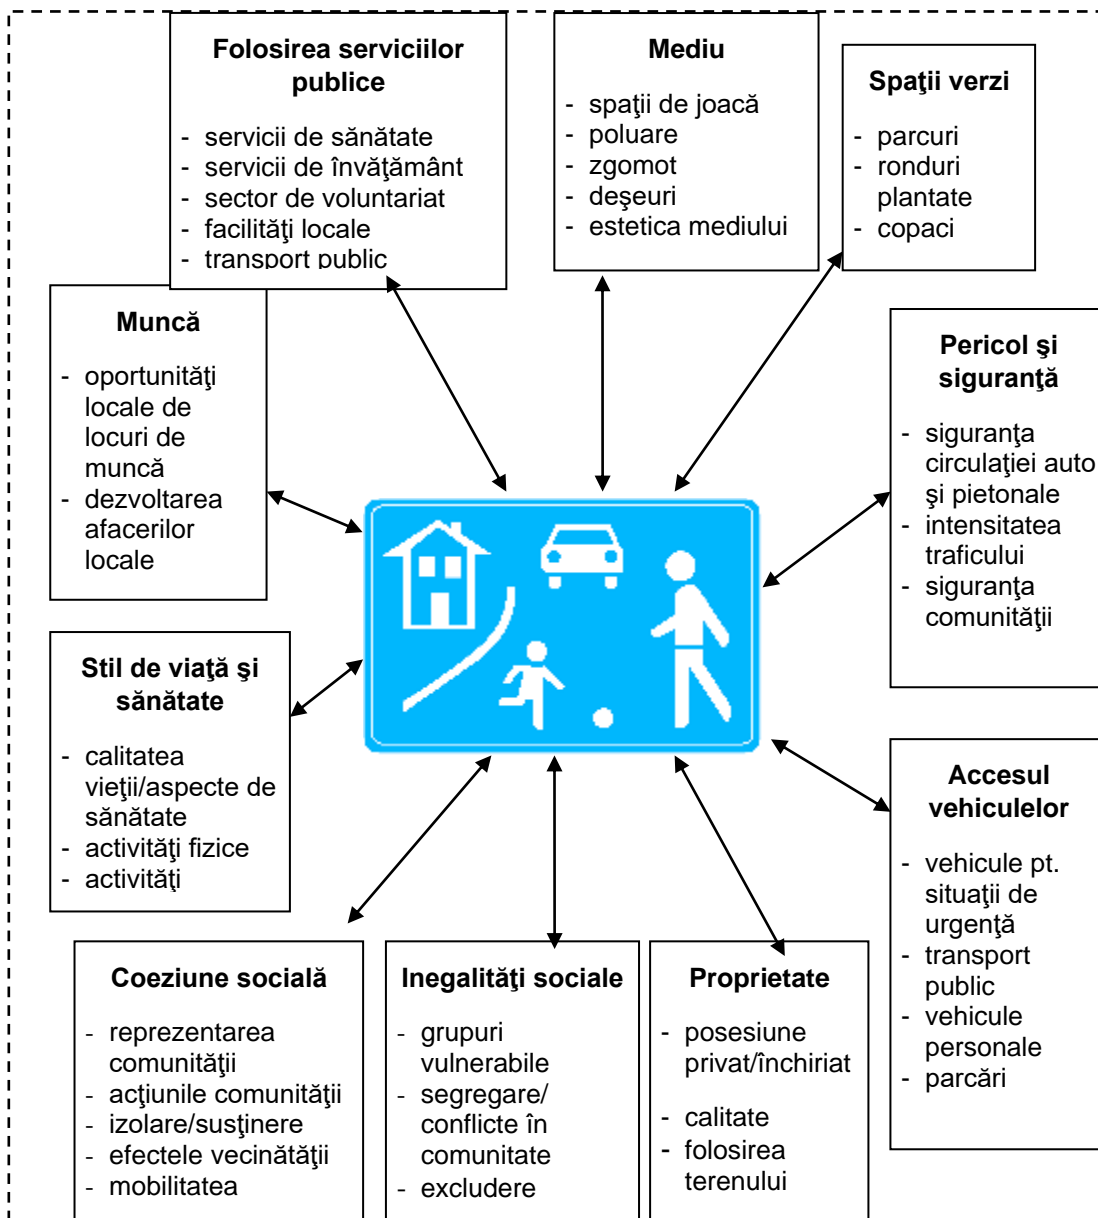 Folosirea serviciilor
publice
- servicii de sănătate
- servicii de învăţământ
- sector de voluntariat
- facilităţi locale
- transport public
Mediu
- spaţii de joacă
- poluare
- zgomot
- deşeuri
- estetica mediului
Spaţii verzi
- parcuri
- ronduri
plantate
- copaci
Muncă
- oportunităţi
locale de
locuri de
muncă
- dezvoltarea
afacerilor
locale
Pericol şi
siguranţă
- siguranţa
circulaţiei auto
şi pietonale
- intensitatea
traficului
- siguranţa
comunităţii
Stil de viaţă şi
sănătate
- calitatea
vieţii/aspecte de
sănătate
- activităţi fizice
- activităţi
Accesul
vehiculelor
- vehicule pt.
situaţii de
urgenţă
- transport
public
- vehicule
personale
- parcări
Coeziune socială
- reprezentarea
comunităţii
- acţiunile comunităţii
- izolare/susţinere
- efectele vecinătăţii
- mobilitatea
Inegalităţi sociale
- grupuri
vulnerabile
- segregare/
conflicte în
comunitate
- excludere
Proprietate
- posesiune
privat/închiriat
- calitate
- folosirea
terenului